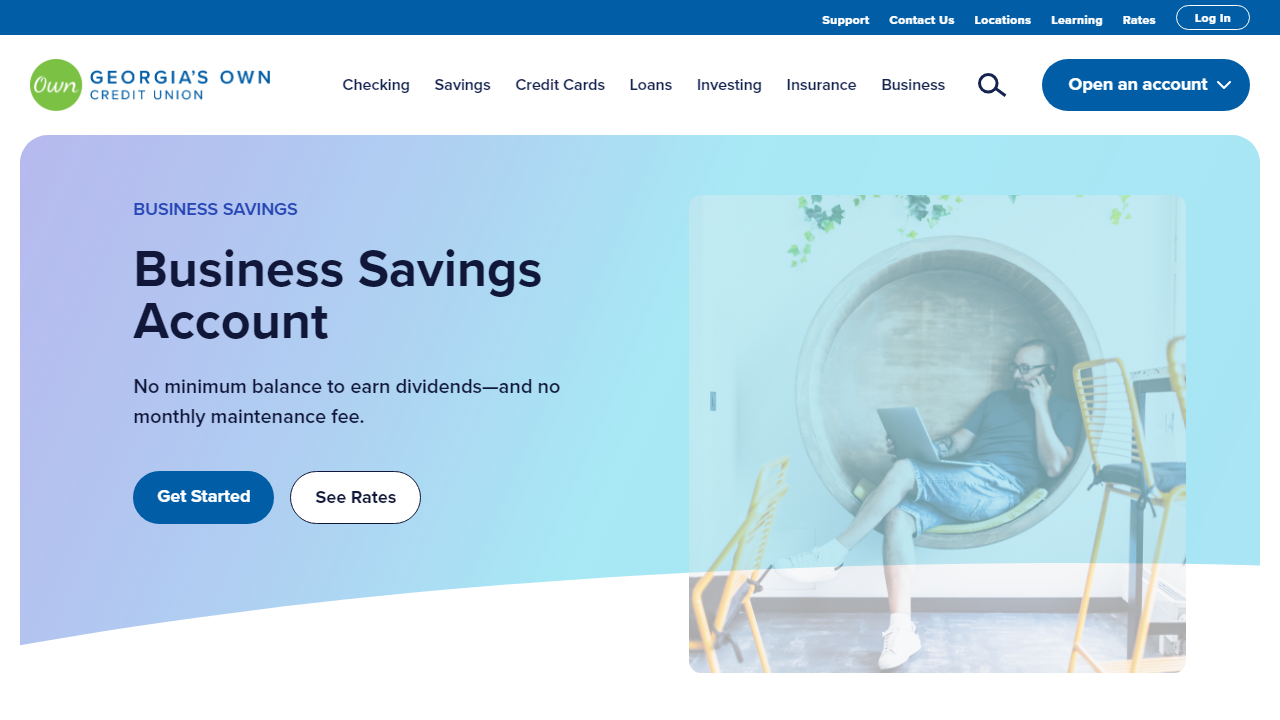 Support Contact Us Locations Learning Rates Log In
Own GEORGIA'S OWN
CREDIT UNION
Checking Savings Credit Cards Loans Investing Insurance Business Open an account
BUSINESS SAVINGS
Business Savings
Account
No minimum balance to earn dividends—and no
monthly maintenance fee.
Get Started See Rates